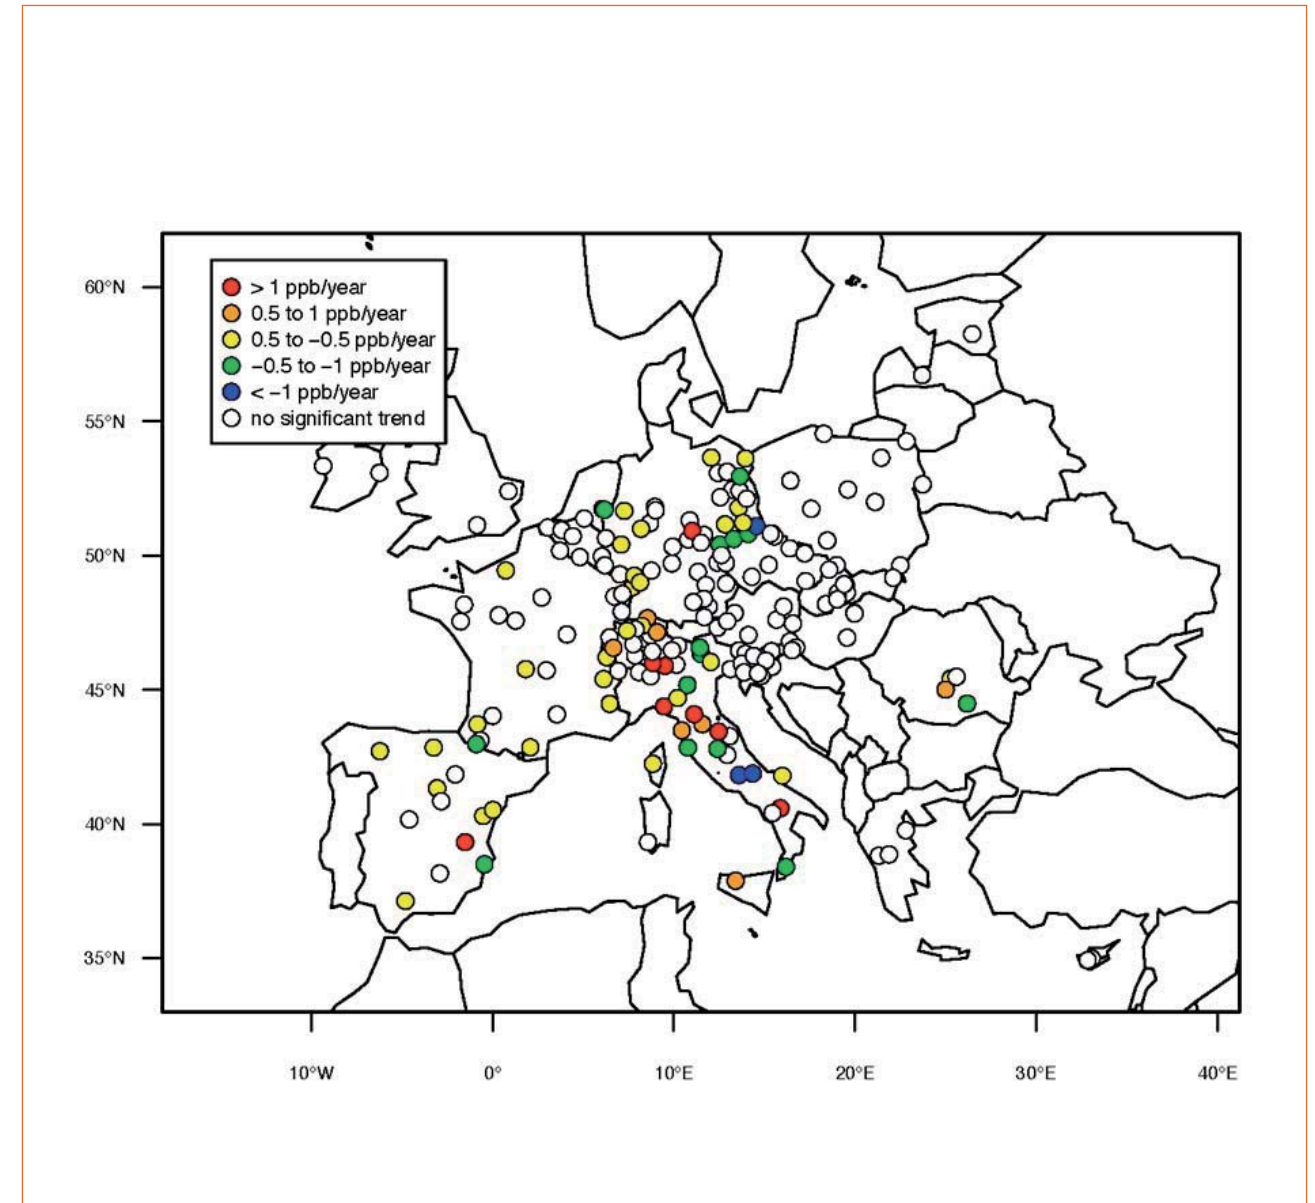 60°N
55°N
50°N
45°N
40°N
35°N
> 1 ppb/year
0.5 to 1 ppb/year
0.5 to −0.5 ppb/year
−0.5 to −1 ppb/year
< −1 ppb/year
no significant trend
10°W 0° 10°E 20°E 30°E 40°E